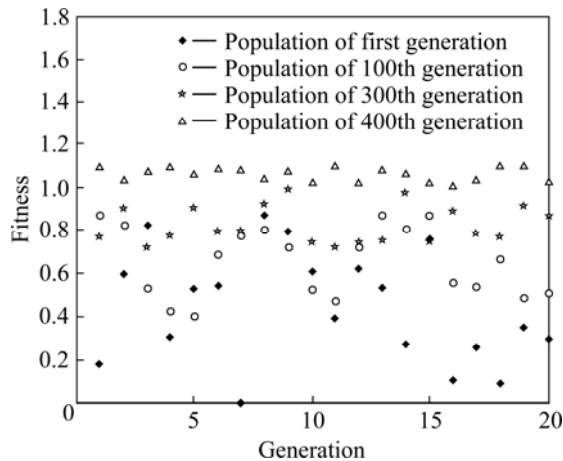 1.8
1.6
1.4
1.2
1.0
0.8
0.6
0.4
0.2
0
5
10
15
20
Fitness
Generation
Population of first generation
Population of 100th generation
Population of 300th generation
Population of 400th generation